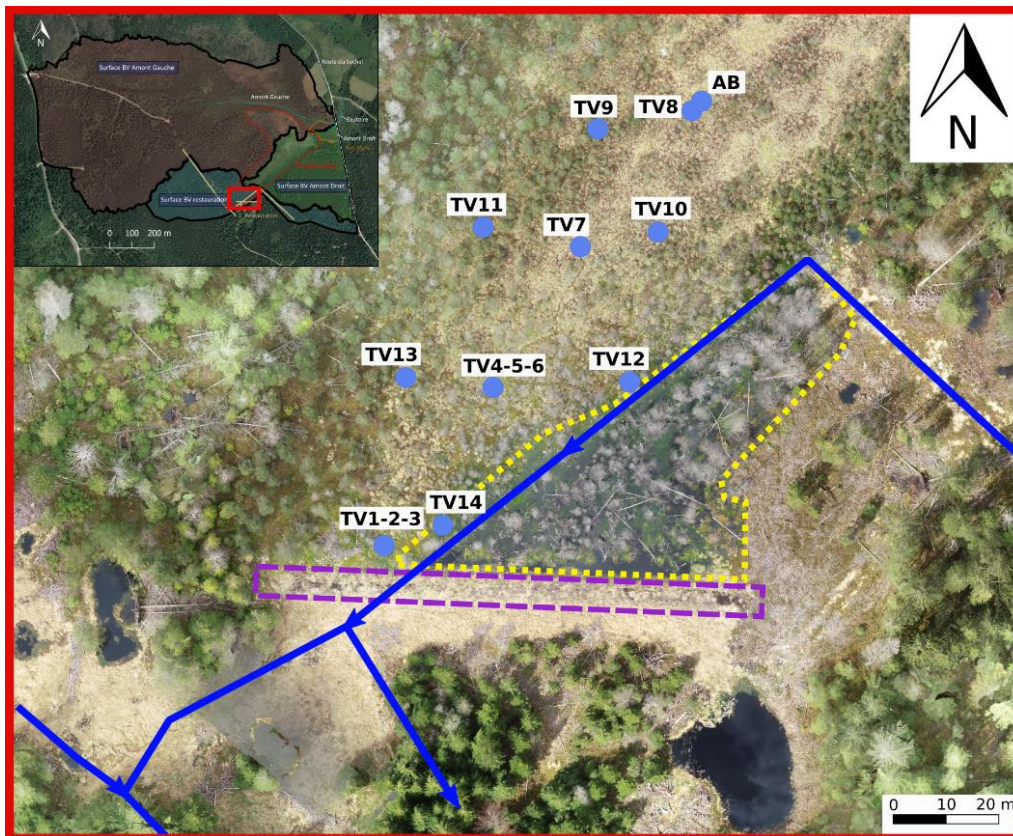 N
Surface BV Amont Gauche
Route du Sachal
Amont Gauche
Exutoire
Amont Droit
Surface BV Amont Droit
Surface BV restauration
Restauration
0 100 200 m
N
AB
TV8
TV9
TV11
TV10
TV7
TV13
TV4-5-6
TV12
TV14
TV1-2-3
0 10 20 m